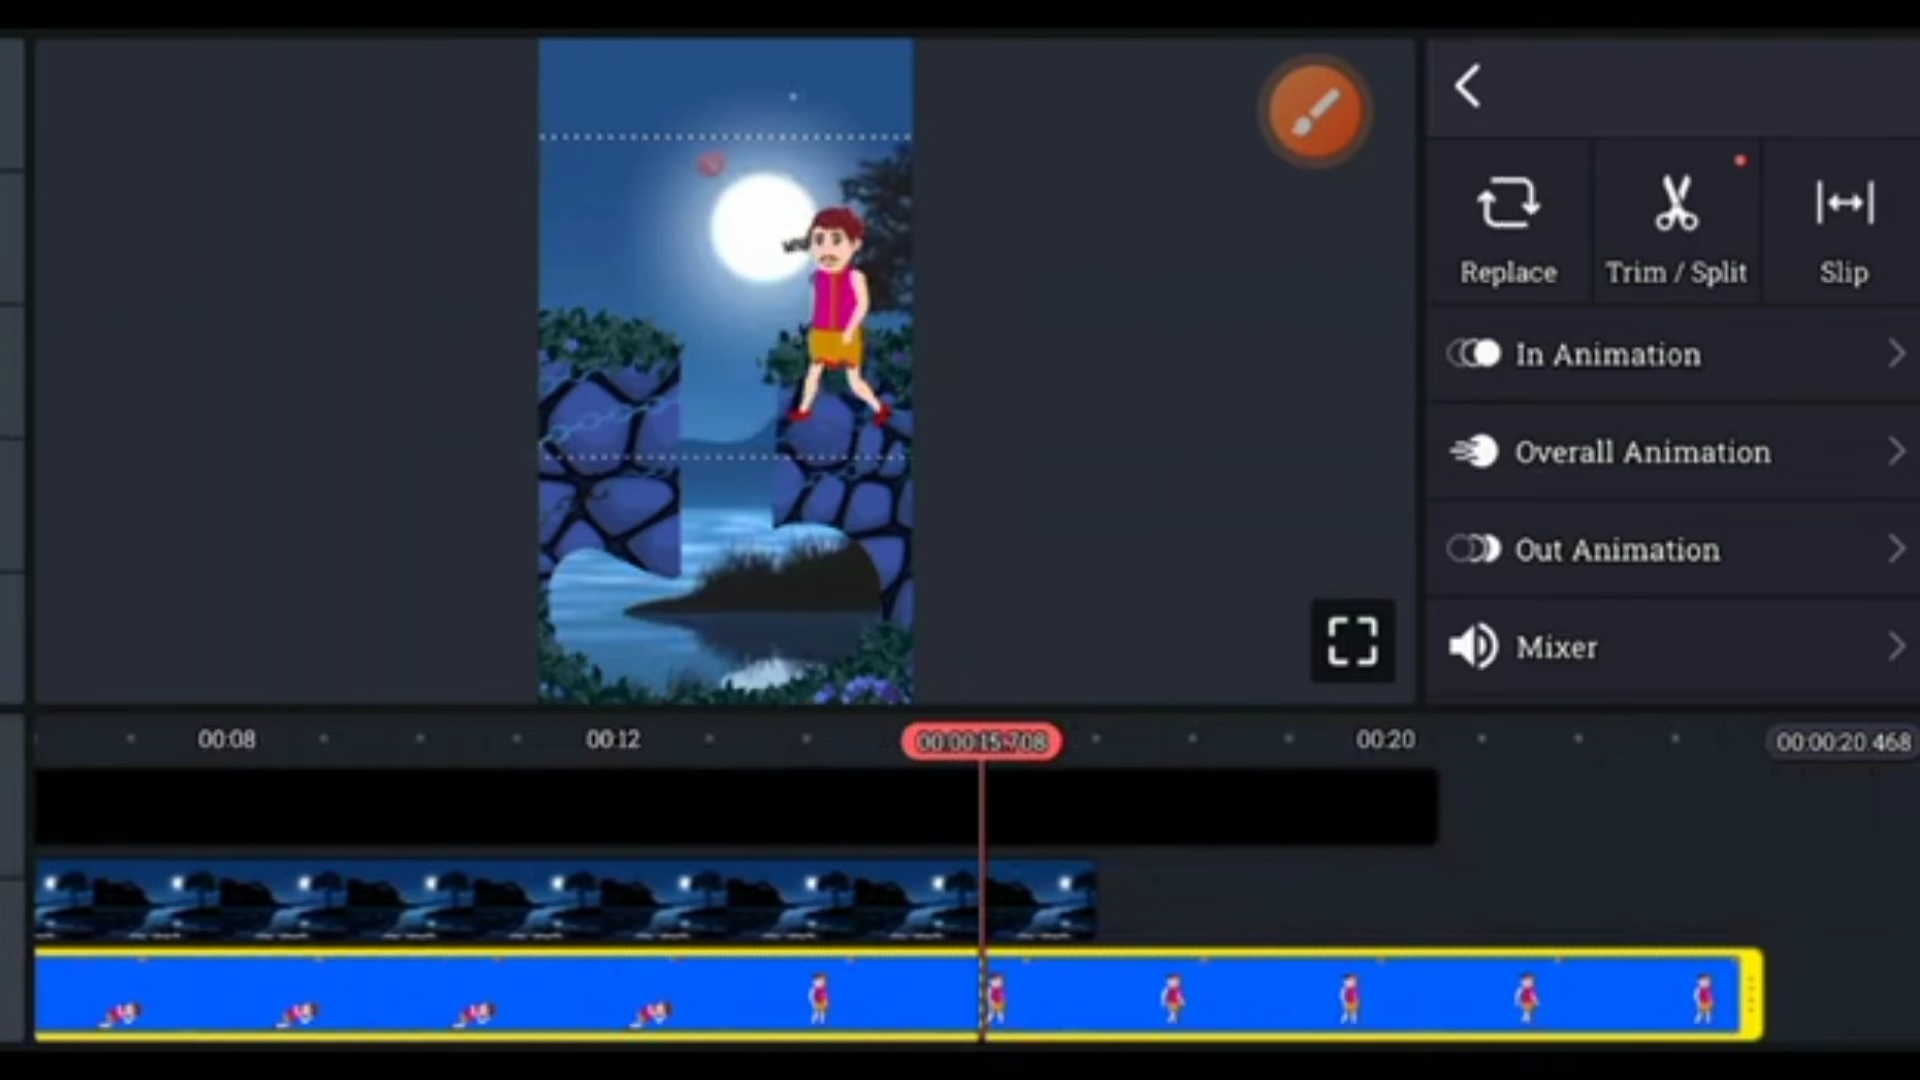 Replace
Trim / Split
Slip
In Animation
Overall Animation
Out Animation
Mixer
00:08
00:12
00:00:15.708
00:20
00:00:20.468